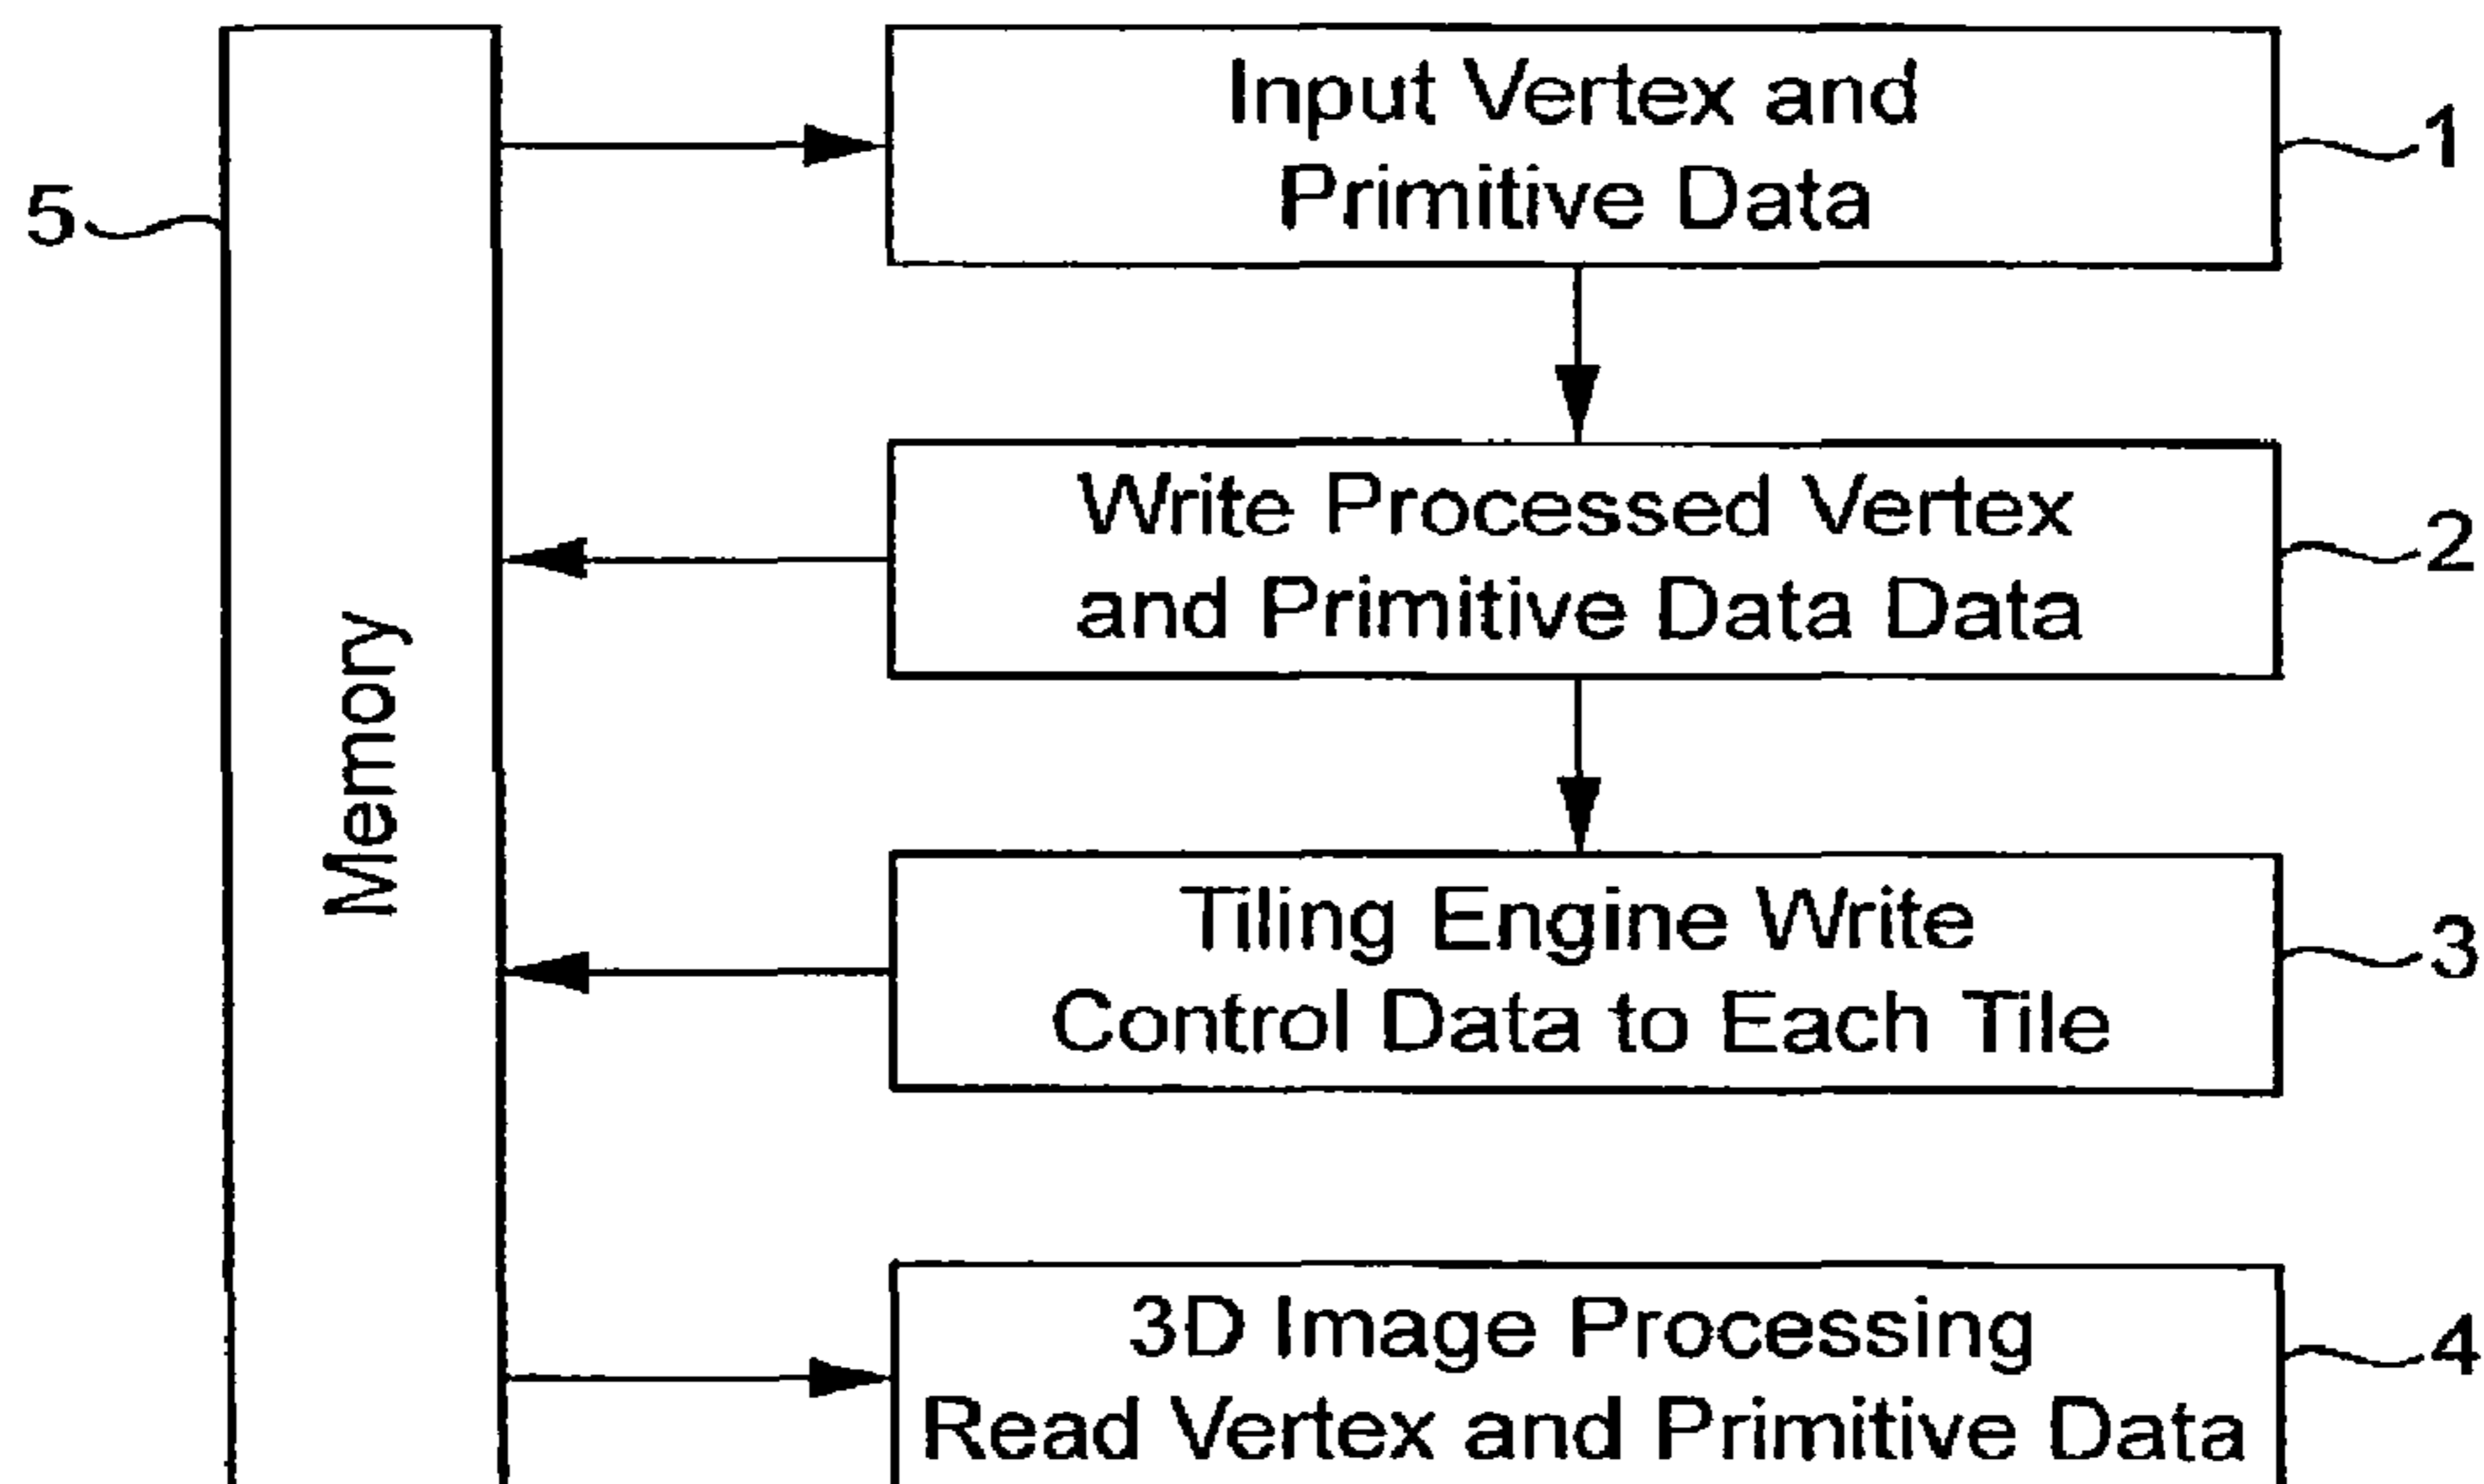 Input Vertex and
Primitive Data
1
5
Write Processed Vertex
and Primitive Data Data
2
Memory
Tiling Engine Write
Control Data to Each Tile
3
3D Image Processing
Read Vertex and Primitive Data
4